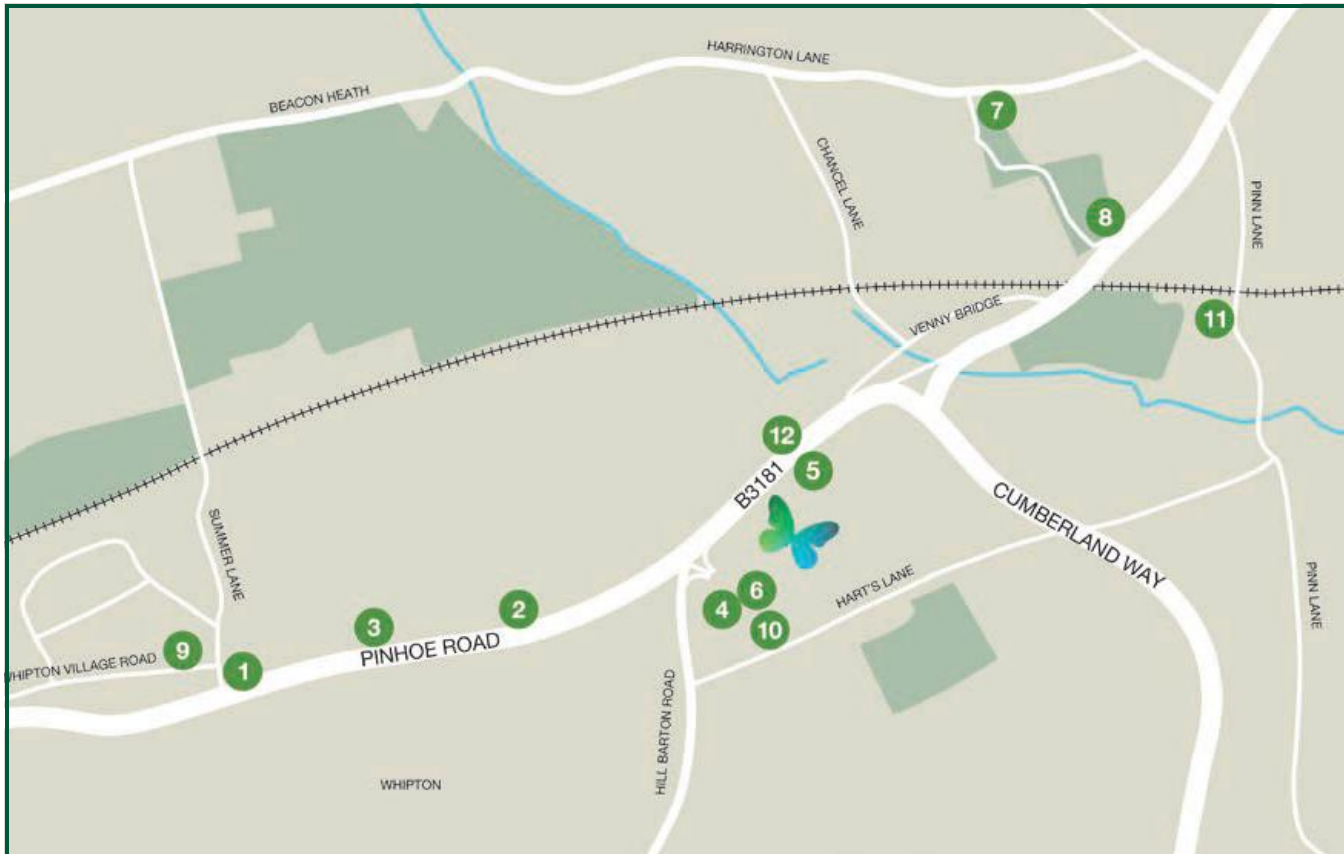 HARRINGTON LANE
BEACON HEATH
7
CHANCEL LANE
PINN LANE
8
VENNY BRIDGE
11
12
5
B3181
CUMBERLAND WAY
SUMMER LANE
HART'S LANE
6
4
2
10
3
PINHOE ROAD
9
WHIPTON VILLAGE ROAD
1
PINN LANE
HILL BARTON ROAD
WHIPTON